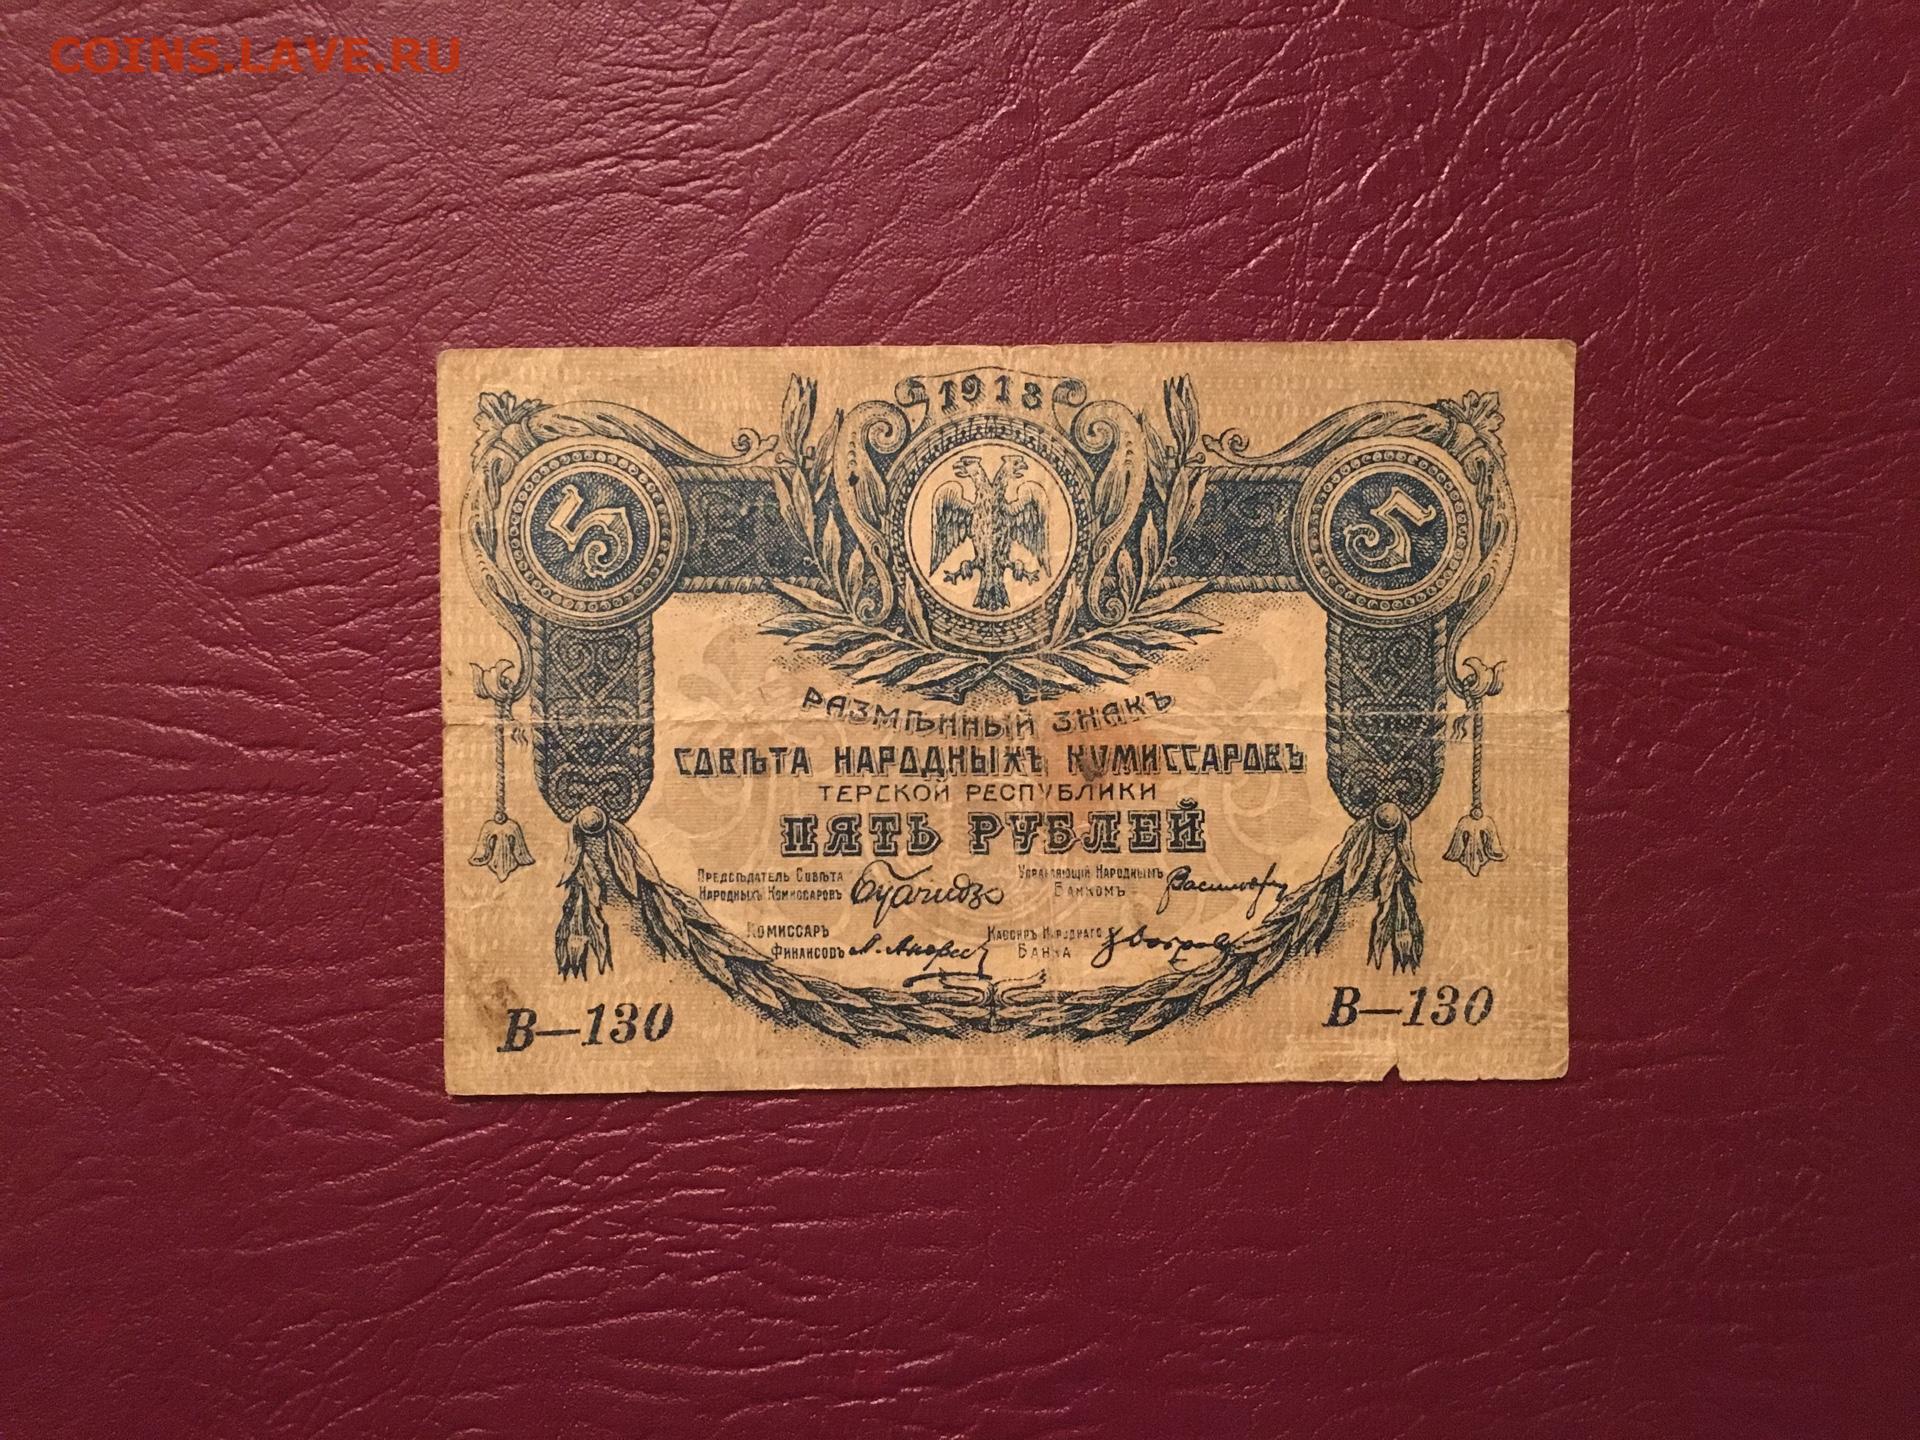 COINS.LAVE.RU
1918
5 5
РАЗМѢННЫЙ ЗНАКЪ
СОВѢТА НАРОДНЫХЪ КОМИССАРОВЪ
ТЕРСКОЙ РЕСПУБЛИКИ
ПЯТЬ РУБЛЕЙ
ПРЕДСѢДАТЕЛЬ СОВѢТА
НАРОДНЫХЪ КОМИССАРОВЪ
УПРАВЛЯЮЩІЙ НАРОДНЫМЪ
БАНКОМЪ
КОМИССАРЪ
ФИНАНСОВЪ
КАССИРЪ НАРОДНАГО
БАНКА
В—130 В—130